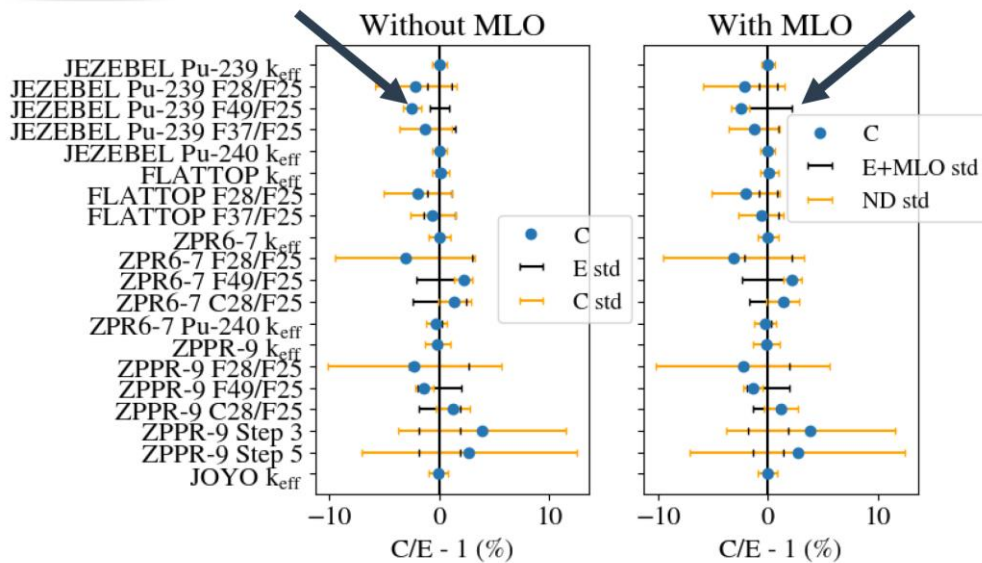 Without MLO
With MLO
JEZEBEL Pu-239 keff
JEZEBEL Pu-239 F28/F25
JEZEBEL Pu-239 F49/F25
JEZEBEL Pu-239 F37/F25
JEZEBEL Pu-240 keff
FLATTOP keff
FLATTOP F28/F25
FLATTOP F37/F25
ZPR6-7 keff
ZPR6-7 F28/F25
ZPR6-7 F49/F25
ZPR6-7 C28/F25
ZPR6-7 Pu-240 keff
ZPPR-9 keff
ZPPR-9 F28/F25
ZPPR-9 F49/F25
ZPPR-9 C28/F25
ZPPR-9 Step 3
ZPPR-9 Step 5
JOYO keff
C
E std
C std
C
E+MLO std
ND std
−10 0 10
−10 0 10
C/E - 1 (%)
C/E - 1 (%)